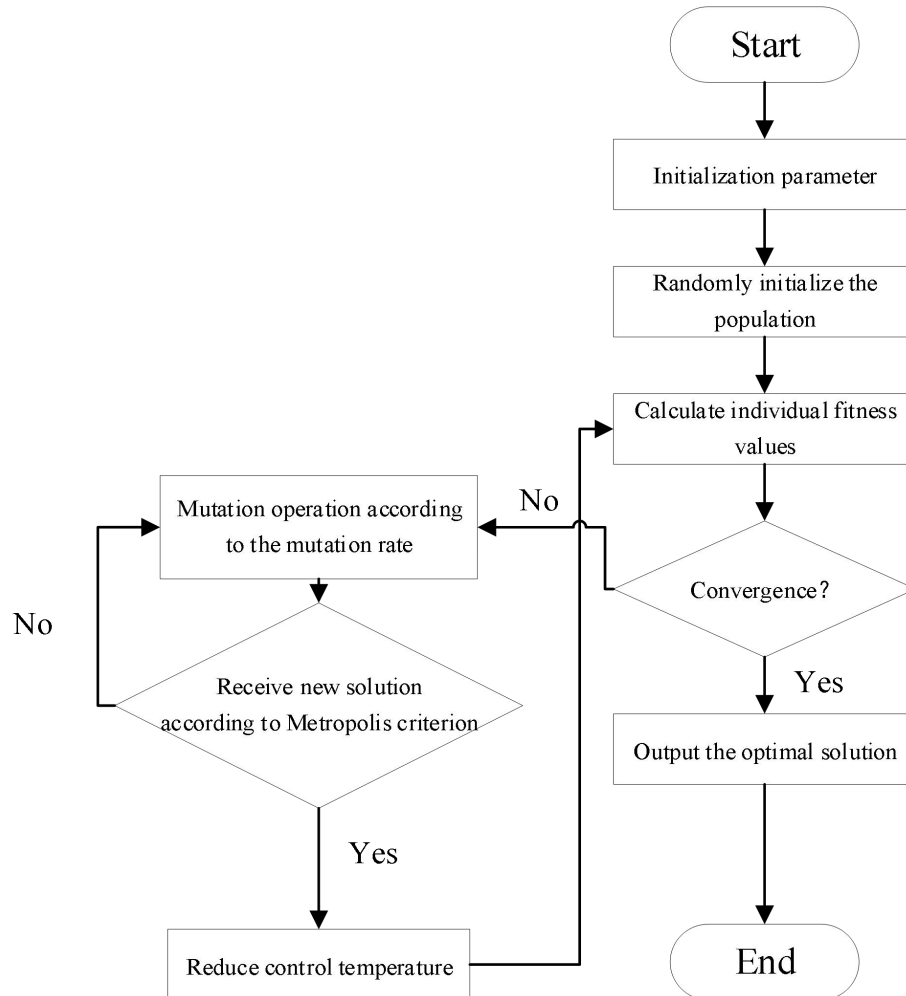 Start
Initialization parameter
Randomly initialize the
population
Calculate individual fitness
values
No
Mutation operation according
to the mutation rate
Convergence?
No
Receive new solution
according to Metropolis criterion
Yes
Output the optimal solution
Yes
Reduce control temperature
End